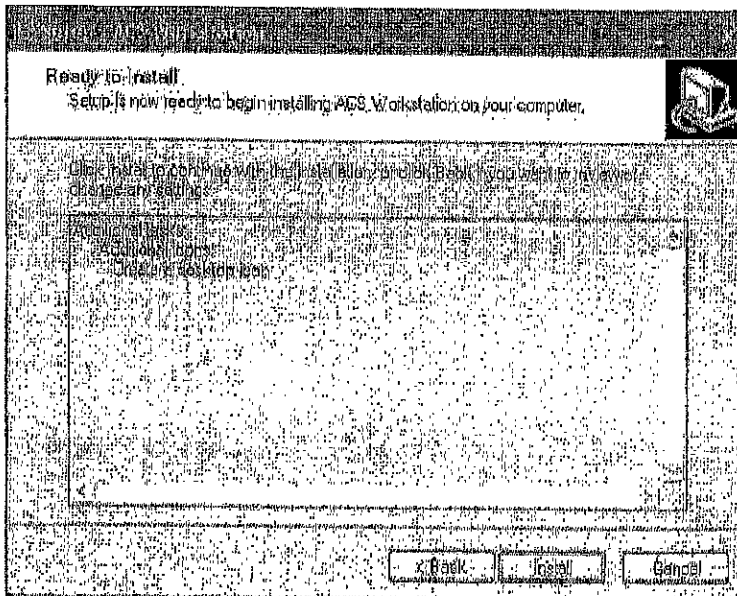 Ready to Install
Setup is now ready to begin installing ACS Workstation on your computer.
Click Install to continue with the installation, or click Back if you want to review or
change any settings.
Additional tasks:
Additional icons:
Create a desktop icon
< Back
Install
Cancel